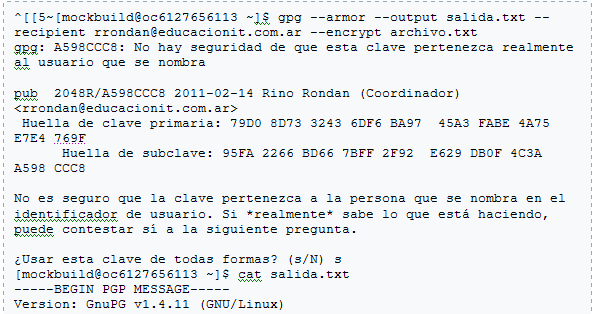 ^[[5~[mockbuild@oc6127656113 ~]$ gpg --armor --output salida.txt --
recipient rrondan@educacionit.com.ar --encrypt archivo.txt
gpg: A598CCC8: No hay seguridad de que esta clave pertenezca realmente
al usuario que se nombra
pub  2048R/A598CCC8 2011-02-14 Rino Rondan (Coordinador)
<rrondan@educacionit.com.ar>
 Huella de clave primaria: 79D0 8D73 3243 6DF6 BA97  45A3 FABE 4A75
E7E4 769F
      Huella de subclave: 95FA 2266 BD66 7BFF 2F92  E629 DB0F 4C3A
A598 CCC8
No es seguro que la clave pertenezca a la persona que se nombra en el
identificador de usuario. Si *realmente* sabe lo que está haciendo,
puede contestar sí a la siguiente pregunta.
¿Usar esta clave de todas formas? (s/N) s
[mockbuild@oc6127656113 ~]$ cat salida.txt
-----BEGIN PGP MESSAGE-----
Version: GnuPG v1.4.11 (GNU/Linux)